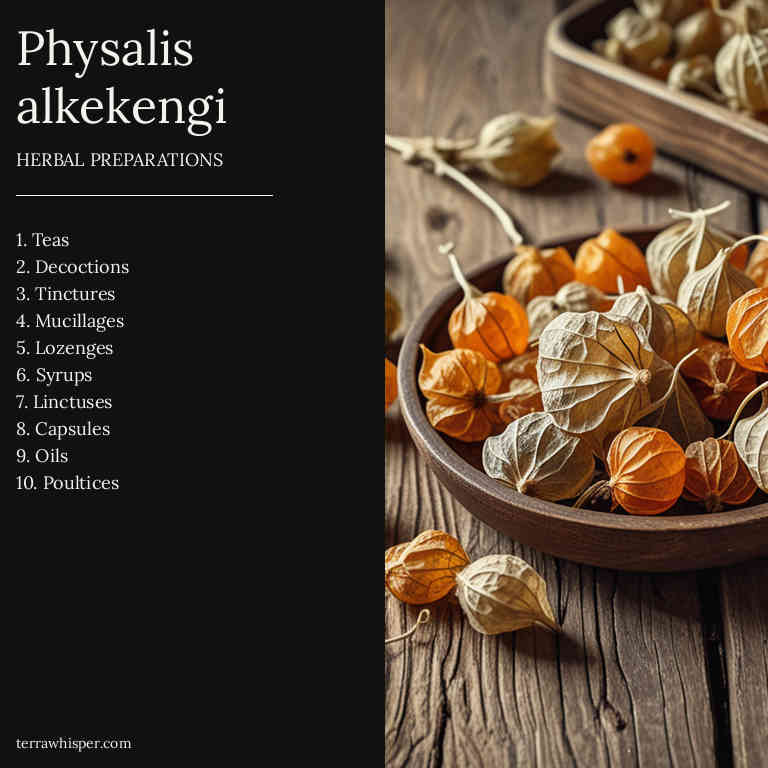 Physalis
alkekengi
HERBAL PREPARATIONS
1. Teas
2. Decoctions
3. Tinctures
4. Mucillages
5. Lozenges
6. Syrups
7. Linctuses
8. Capsules
9. Oils
10. Poultices
terrawhisper.com